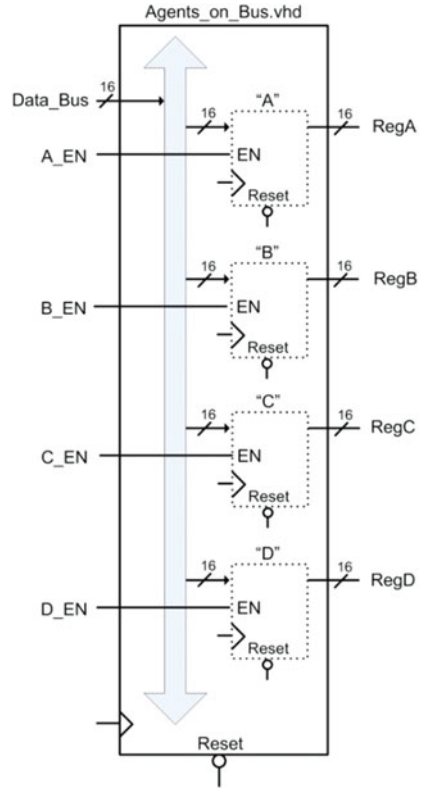 Agents_on_Bus.vhd
16
Data_Bus
"A"
16
16
RegA
A_EN
EN
Reset
"B"
16
16
RegB
B_EN
EN
Reset
"C"
16
16
RegC
C_EN
EN
Reset
"D"
16
16
RegD
D_EN
EN
Reset
Reset